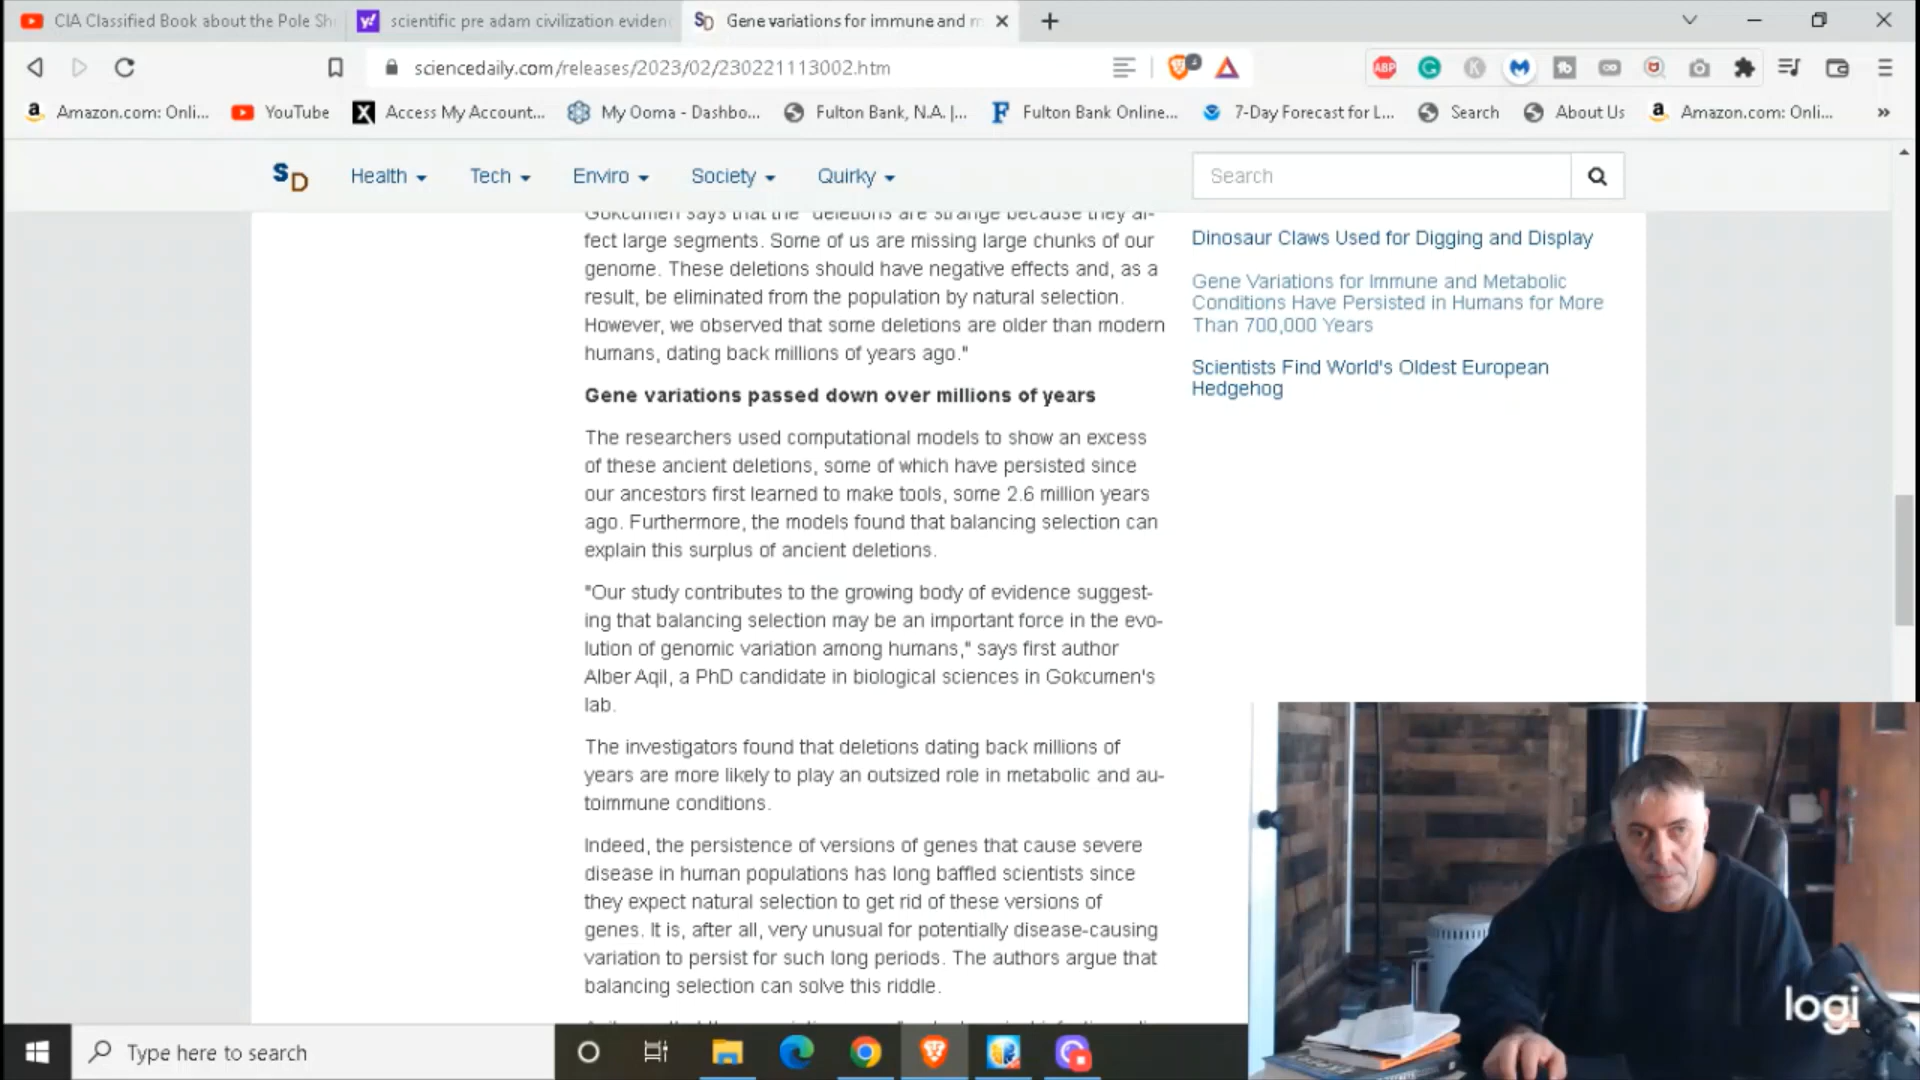 CIA Classified Book about the Pole Sh
scientific pre adam civilization eviden
Gene variations for immune and m
sciencedaily.com/releases/2023/02/230221113002.htm
Amazon.com: Onli...
YouTube
Access My Account...
My Ooma - Dashbo...
Fulton Bank, N.A. |...
Fulton Bank Online...
7-Day Forecast for L...
Search
About Us
Amazon.com: Onli...
SD
Health
Tech
Enviro
Society
Quirky
Search
Gokcumen says that the "deletions are strange because they af-
fect large segments. Some of us are missing large chunks of our
genome. These deletions should have negative effects and, as a
result, be eliminated from the population by natural selection.
However, we observed that some deletions are older than modern
humans, dating back millions of years ago."
Gene variations passed down over millions of years
The researchers used computational models to show an excess
of these ancient deletions, some of which have persisted since
our ancestors first learned to make tools, some 2.6 million years
ago. Furthermore, the models found that balancing selection can
explain this surplus of ancient deletions.
"Our study contributes to the growing body of evidence suggest-
ing that balancing selection may be an important force in the evo-
lution of genomic variation among humans," says first author
Alber Aqil, a PhD candidate in biological sciences in Gokcumen's
lab.
The investigators found that deletions dating back millions of
years are more likely to play an outsized role in metabolic and au-
toimmune conditions.
Indeed, the persistence of versions of genes that cause severe
disease in human populations has long baffled scientists since
they expect natural selection to get rid of these versions of
genes. It is, after all, very unusual for potentially disease-causing
variation to persist for such long periods. The authors argue that
balancing selection can solve this riddle.
Dinosaur Claws Used for Digging and Display
Gene Variations for Immune and Metabolic
Conditions Have Persisted in Humans for More
Than 700,000 Years
Scientists Find World's Oldest European
Hedgehog
logi
Type here to search